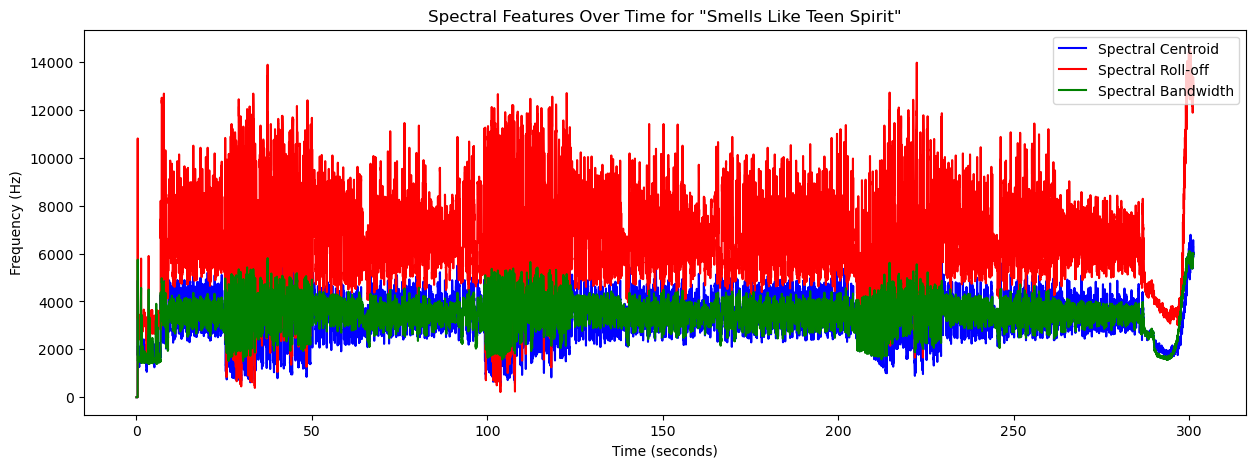 Spectral Features Over Time for "Smells Like Teen Spirit"
Spectral Centroid
Spectral Roll-off
Spectral Bandwidth
14000
12000
10000
8000
6000
4000
2000
0
Frequency (Hz)
0 50 100 150 200 250 300
Time (seconds)